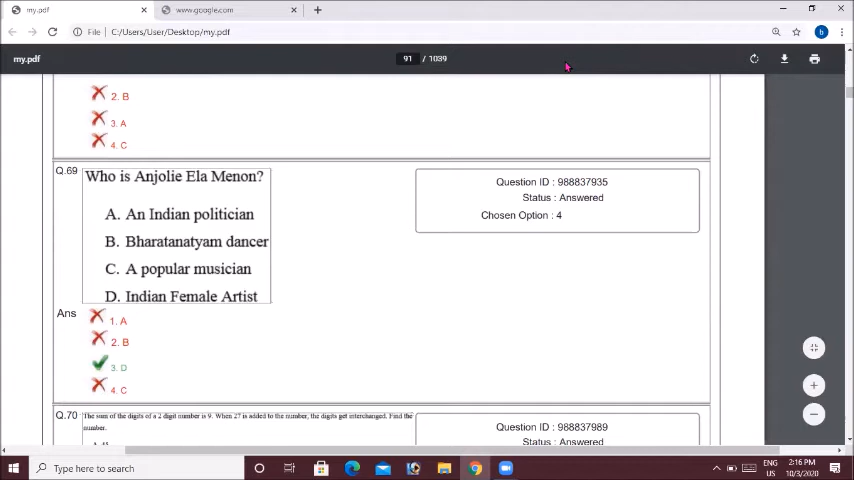 my.pdf
www.google.com
File | C:/Users/User/Desktop/my.pdf
b
my.pdf
91 / 1039
2. B
3. A
4. C
Q.69
Who is Anjolie Ela Menon?
A. An Indian politician
B. Bharatanatyam dancer
C. A popular musician
D. Indian Female Artist
Question ID : 988837935
Status : Answered
Chosen Option : 4
Ans
1. A
2. B
3. D
4. C
Q.70
The sum of the digits of a 2 digit number is 9. When 27 is added to the number, the digits get interchanged. Find the
number.
Question ID : 988837989
Status : Answered
Type here to search
ENG
US
2:16 PM
10/3/2020